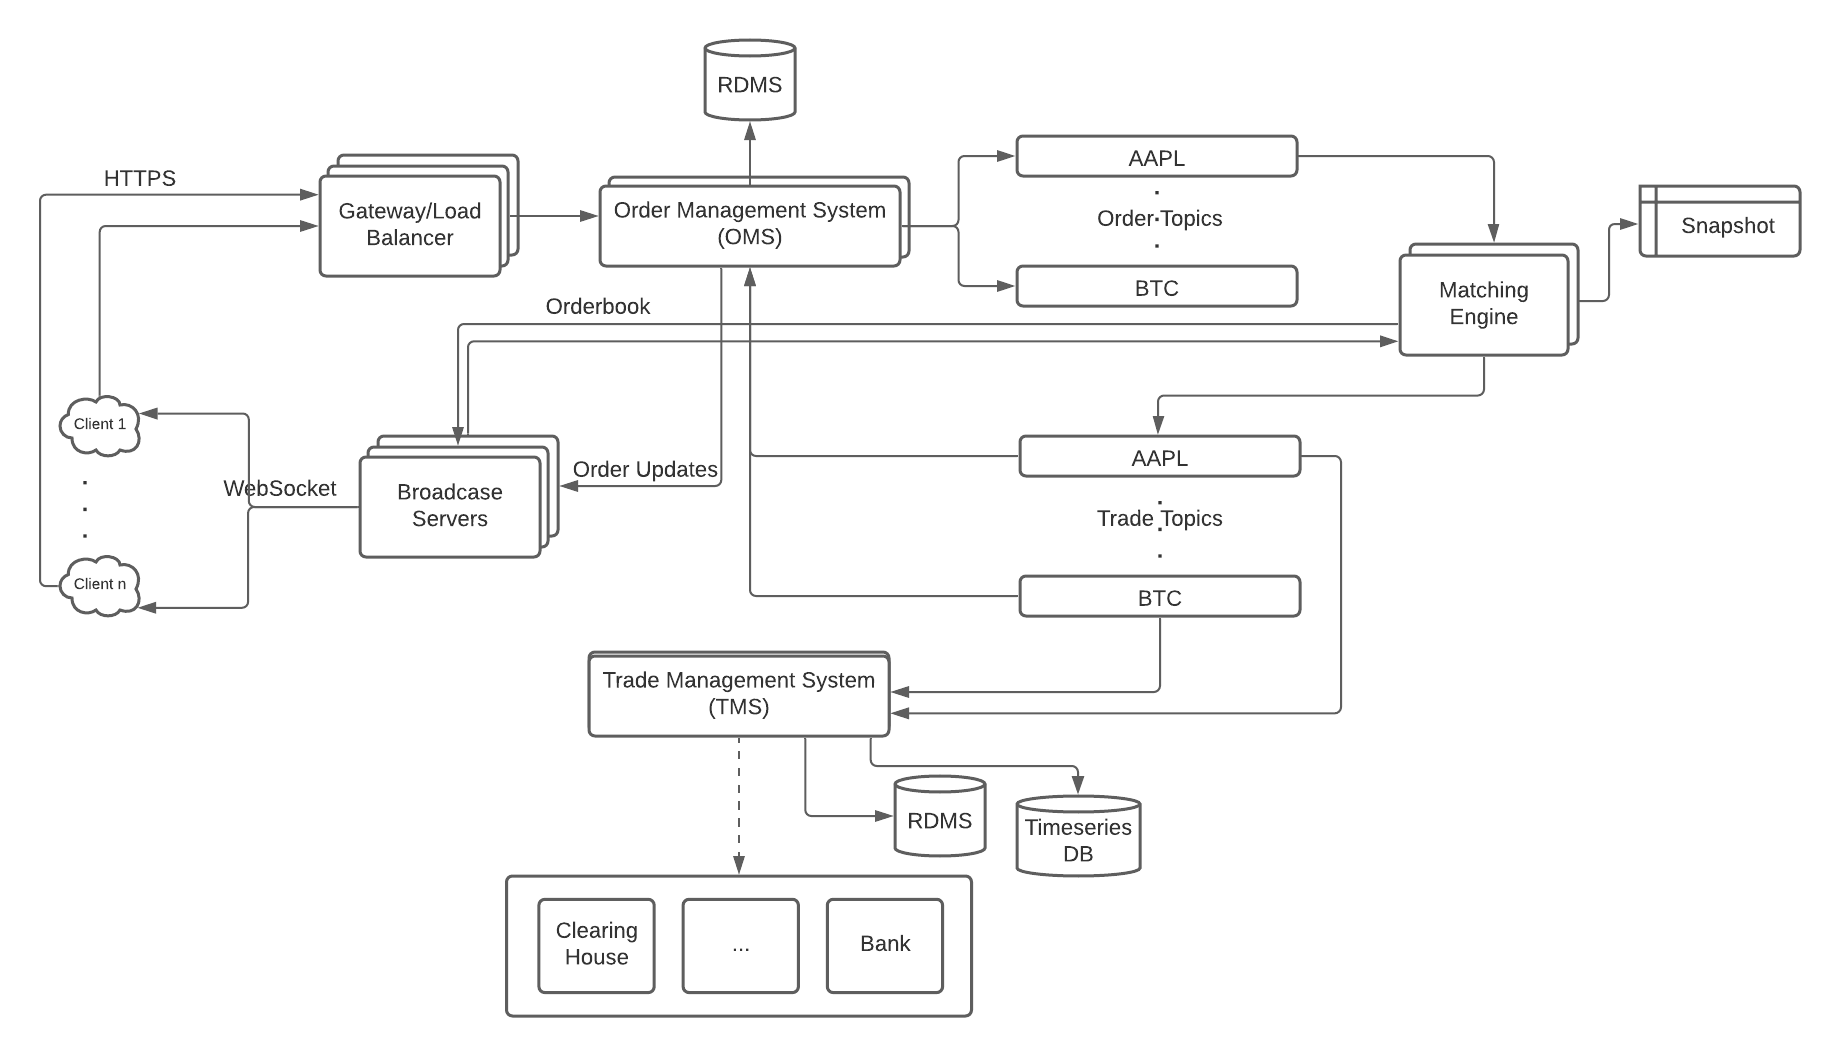 RDMS
HTTPS
Gateway/Load
Balancer
Order Management System
(OMS)
AAPL
Order Topics
BTC
Snapshot
Matching
Engine
Orderbook
Client 1
WebSocket
Broadcase
Servers
Order Updates
AAPL
Trade Topics
BTC
Client n
Trade Management System
(TMS)
RDMS
Timeseries
DB
Clearing
House
...
Bank